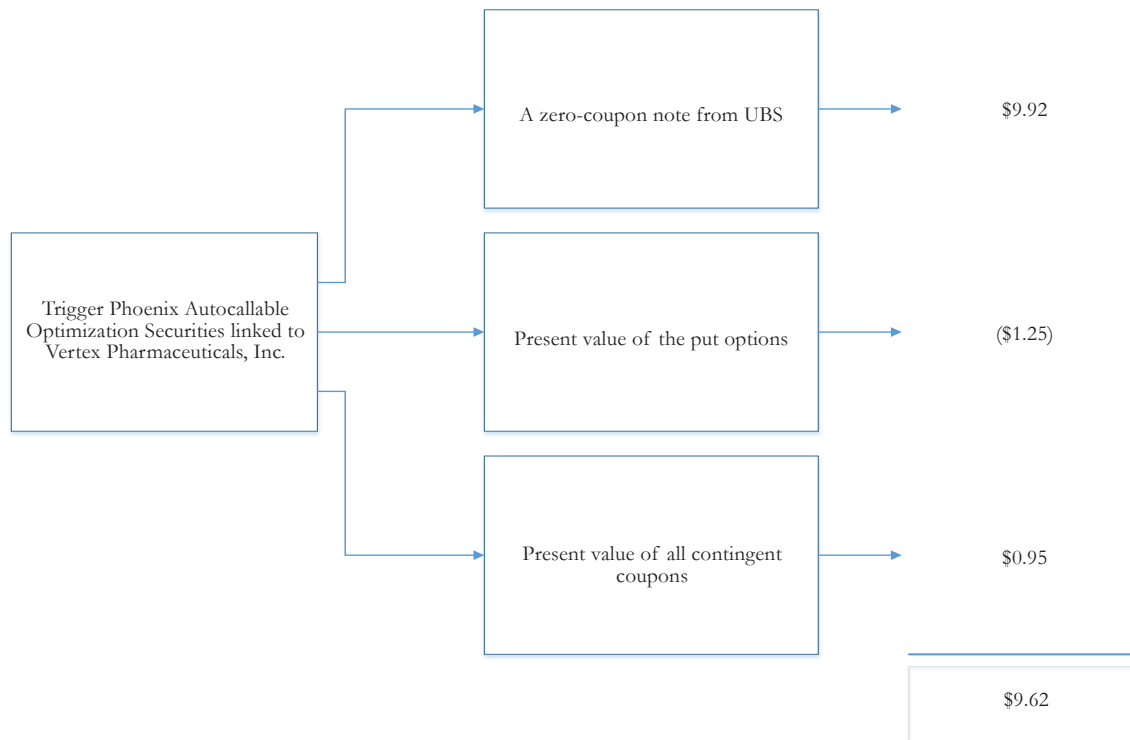 A zero-coupon note from UBS
$9.92
Trigger Phoenix Autocallable
Optimization Securities linked to
Vertex Pharmaceuticals, Inc.
Present value of the put options
($1.25)
Present value of all contingent
coupons
$0.95
$9.62